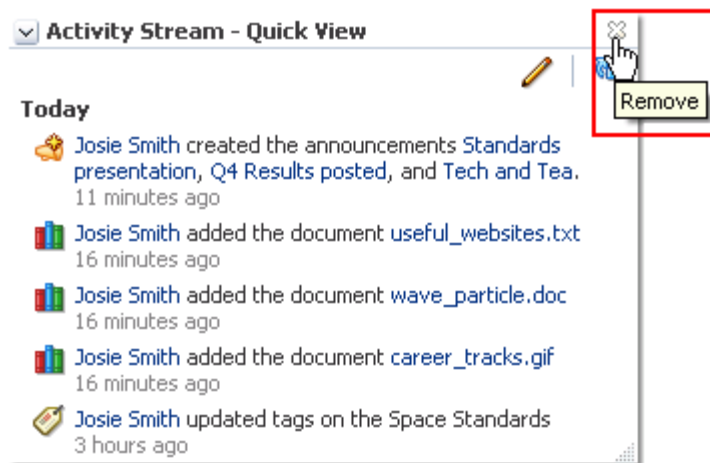 Activity Stream - Quick View
Remove
Today
Josie Smith created the announcements Standards
presentation, Q4 Results posted, and Tech and Tea.
11 minutes ago
Josie Smith added the document useful_websites.txt
16 minutes ago
Josie Smith added the document wave_particle.doc
16 minutes ago
Josie Smith added the document career_tracks.gif
16 minutes ago
Josie Smith updated tags on the Space Standards
3 hours ago